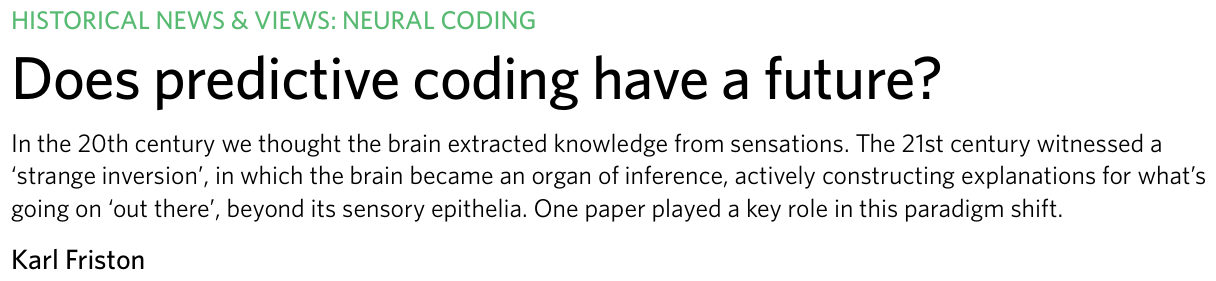 HISTORICAL NEWS & VIEWS: NEURAL CODING
Does predictive coding have a future?
In the 20th century we thought the brain extracted knowledge from sensations. The 21st century witnessed a
‘strange inversion’, in which the brain became an organ of inference, actively constructing explanations for what’s
going on ‘out there’, beyond its sensory epithelia. One paper played a key role in this paradigm shift.
Karl Friston